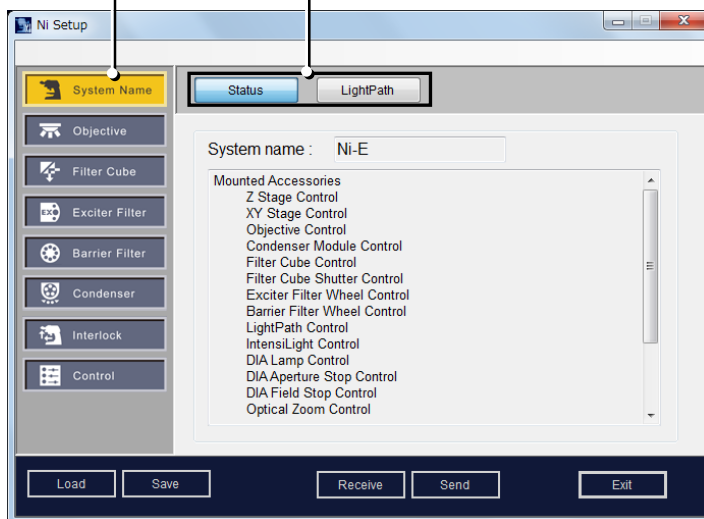 Ni Setup
System Name
Objective
Filter Cube
EXC Exciter Filter
Barrier Filter
Condenser
Interlock
Control
Status LightPath
System name : Ni-E
Mounted Accessories
Z Stage Control
XY Stage Control
Objective Control
Condenser Module Control
Filter Cube Control
Filter Cube Shutter Control
Exciter Filter Wheel Control
Barrier Filter Wheel Control
LightPath Control
IntensiLight Control
DIA Lamp Control
DIA Aperture Stop Control
DIA Field Stop Control
Optical Zoom Control
Load Save Receive Send Exit